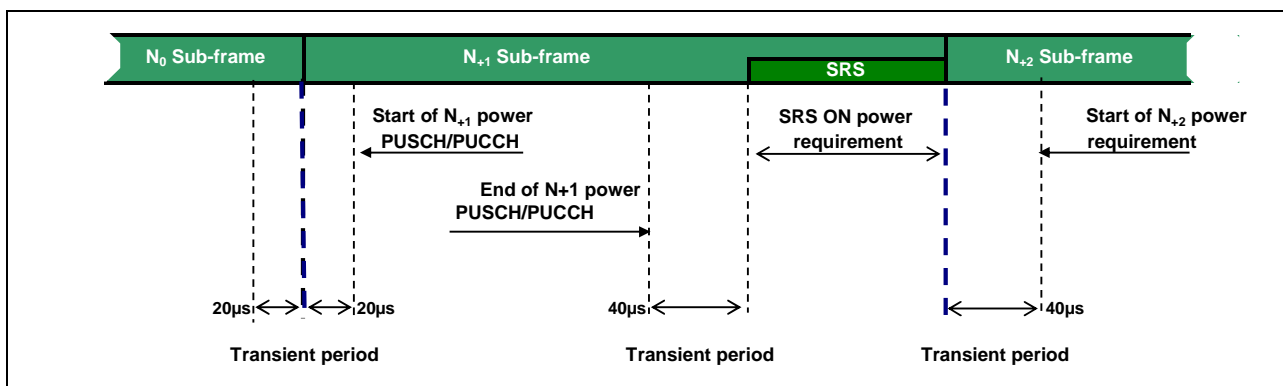 N0 Sub-frame
N+1 Sub-frame
SRS
N+2 Sub-frame
Start of N+1 power
PUSCH/PUCCH
SRS ON power
requirement
Start of N+2 power
requirement
End of N+1 power
PUSCH/PUCCH
20µs
20µs
40µs
40µs
Transient period
Transient period
Transient period